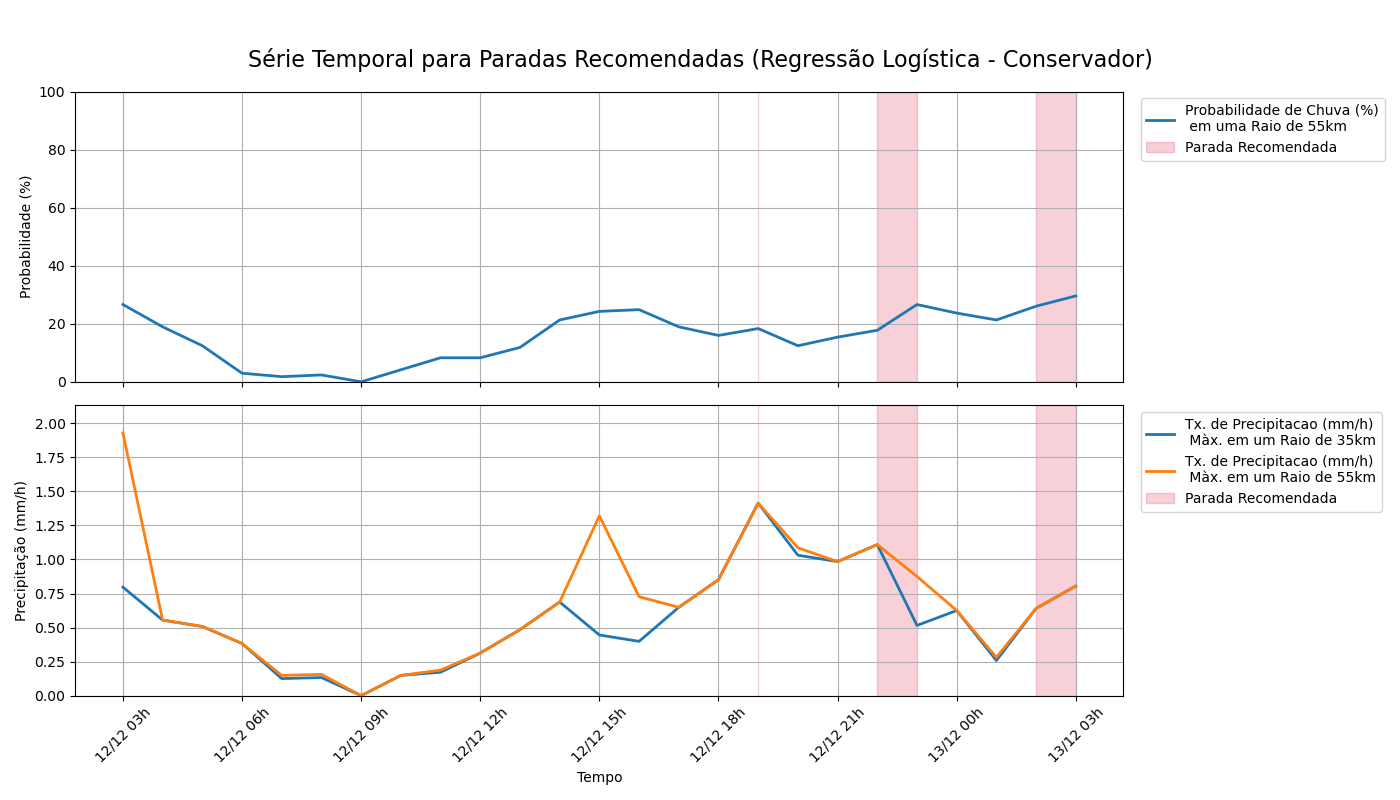 Série Temporal para Paradas Recomendadas (Regressão Logística - Conservador)
100
80
60
40
20
0
Probabilidade (%)
Probabilidade de Chuva (%)
em uma Raio de 55km
Parada Recomendada
2.00
1.75
1.50
1.25
1.00
0.75
0.50
0.25
0.00
Precipitação (mm/h)
Tx. de Precipitacao (mm/h)
Màx. em um Raio de 35km
Tx. de Precipitacao (mm/h)
Màx. em um Raio de 55km
Parada Recomendada
12/12 03h
12/12 06h
12/12 09h
12/12 12h
12/12 15h
12/12 18h
12/12 21h
13/12 00h
13/12 03h
Tempo